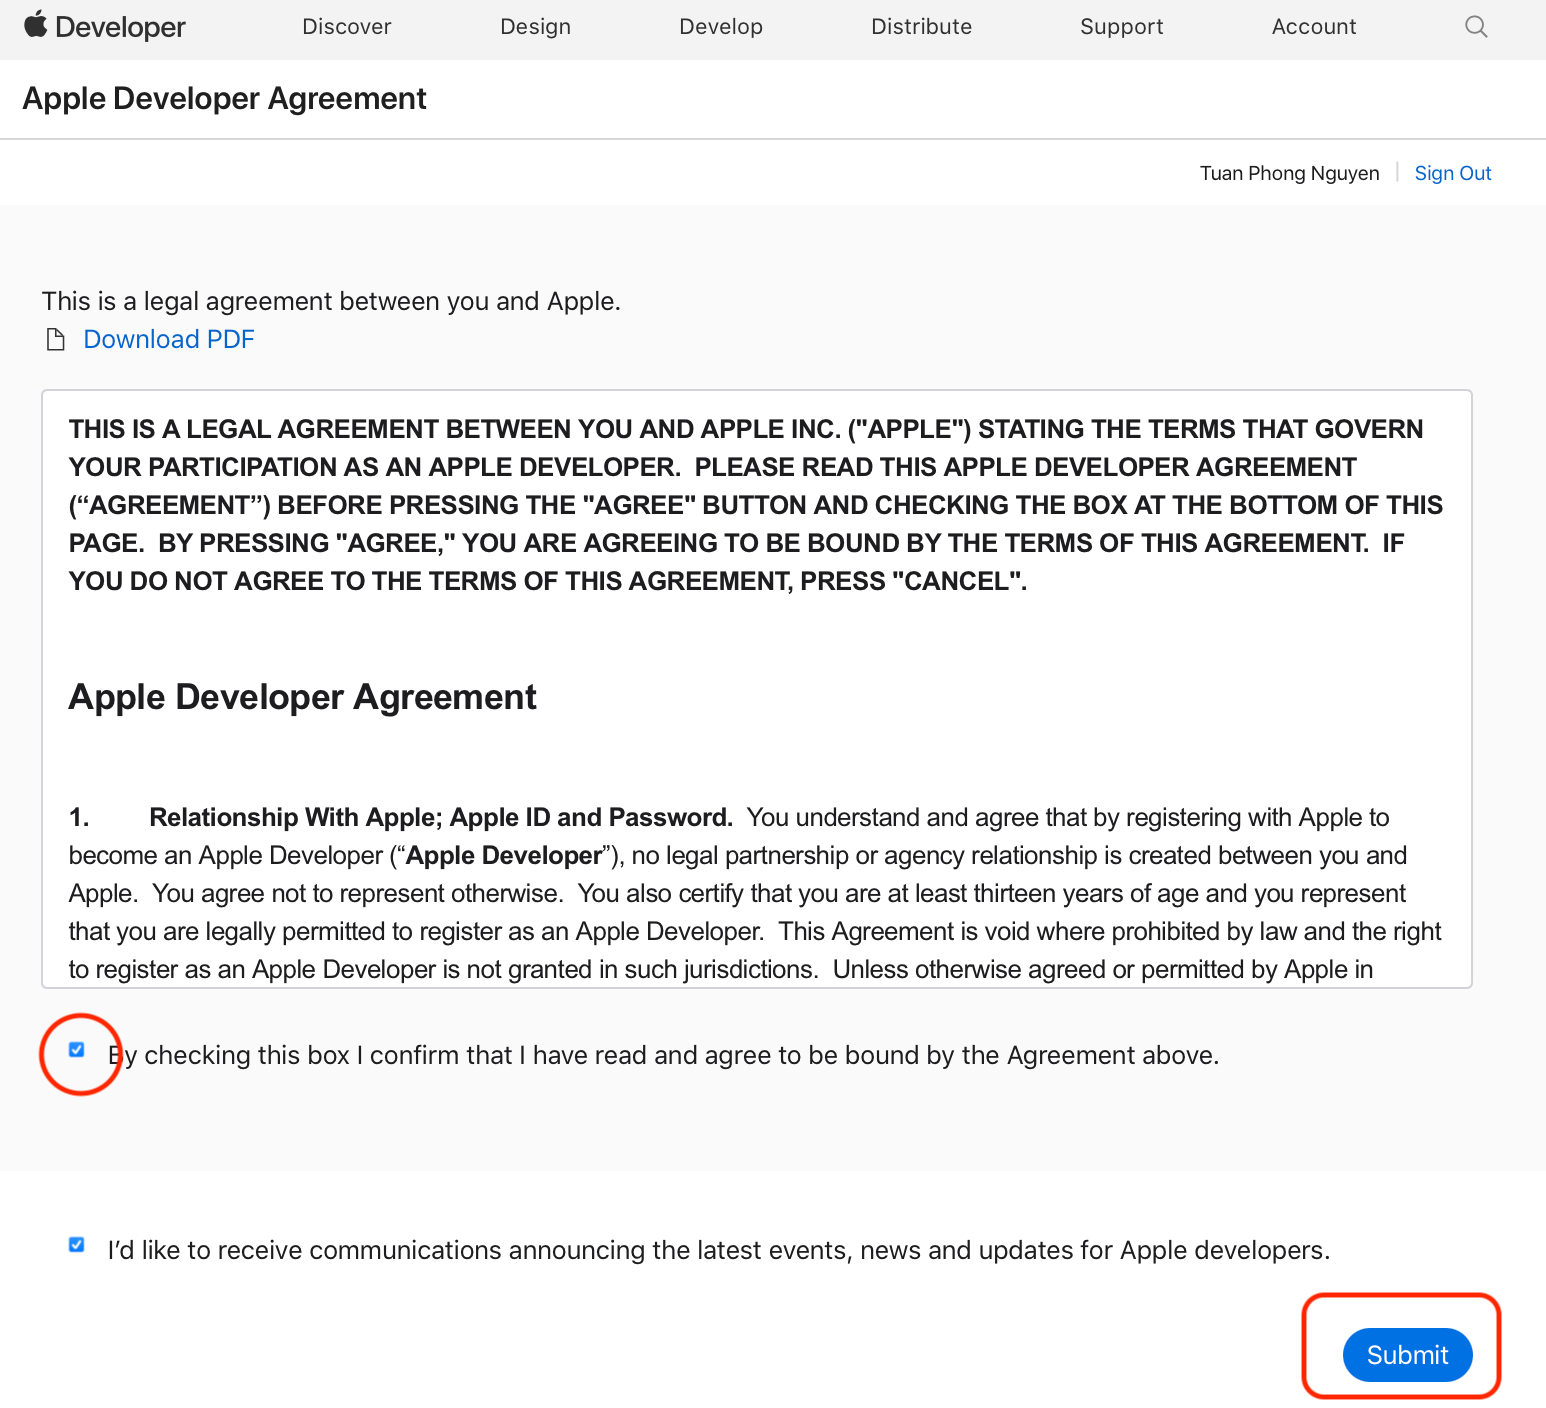 Developer Discover Design Develop Distribute Support Account
Apple Developer Agreement
Tuan Phong Nguyen Sign Out
This is a legal agreement between you and Apple.
Download PDF
THIS IS A LEGAL AGREEMENT BETWEEN YOU AND APPLE INC. ("APPLE") STATING THE TERMS THAT GOVERN
YOUR PARTICIPATION AS AN APPLE DEVELOPER.  PLEASE READ THIS APPLE DEVELOPER AGREEMENT
(“AGREEMENT”) BEFORE PRESSING THE "AGREE" BUTTON AND CHECKING THE BOX AT THE BOTTOM OF THIS
PAGE.  BY PRESSING "AGREE," YOU ARE AGREEING TO BE BOUND BY THE TERMS OF THIS AGREEMENT.  IF
YOU DO NOT AGREE TO THE TERMS OF THIS AGREEMENT, PRESS "CANCEL".
Apple Developer Agreement
1. Relationship With Apple; Apple ID and Password.  You understand and agree that by registering with Apple to
become an Apple Developer (“Apple Developer”), no legal partnership or agency relationship is created between you and
Apple.  You agree not to represent otherwise.  You also certify that you are at least thirteen years of age and you represent
that you are legally permitted to register as an Apple Developer.  This Agreement is void where prohibited by law and the right
to register as an Apple Developer is not granted in such jurisdictions.  Unless otherwise agreed or permitted by Apple in
By checking this box I confirm that I have read and agree to be bound by the Agreement above.
I’d like to receive communications announcing the latest events, news and updates for Apple developers.
Submit